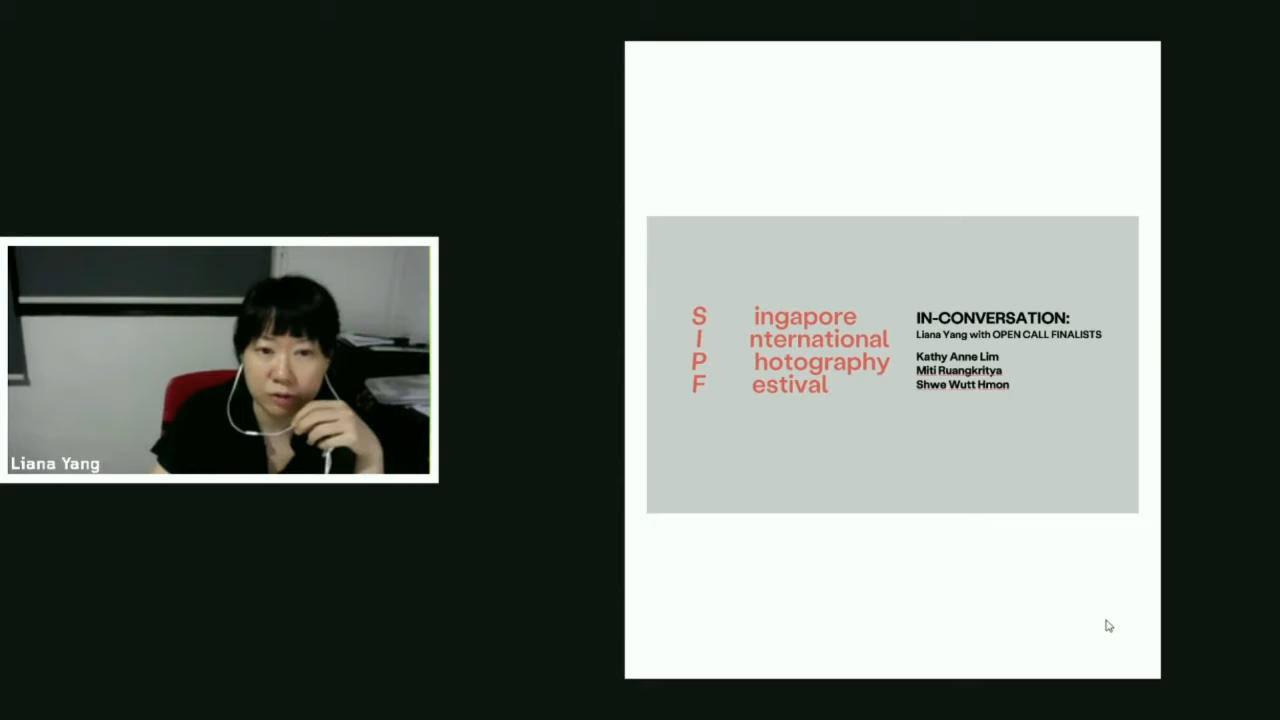 Liana Yang
S ingapore
I nternational
P hotography
F estival
IN-CONVERSATION:
Liana Yang with OPEN CALL FINALISTS
Kathy Anne Lim
Miti Ruangkritya
Shwe Wutt Hmon